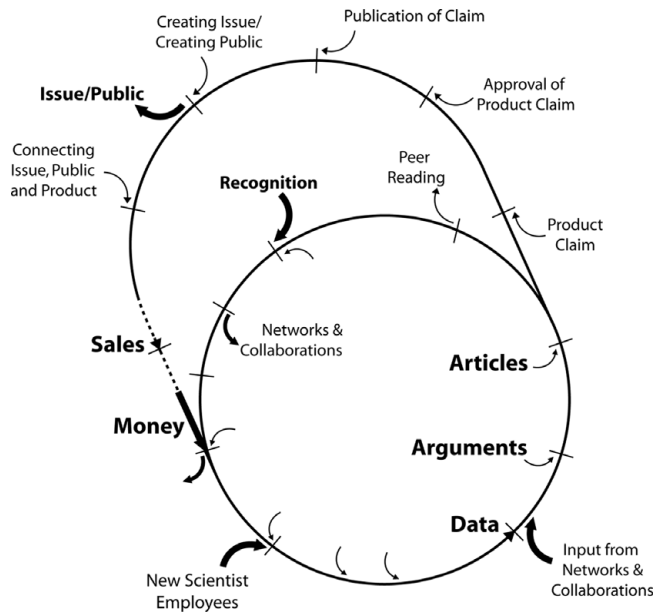 Publication of Claim
Creating Issue/
Creating Public
Issue/Public
Approval of
Product Claim
Connecting
Issue, Public
and Product
Peer
Reading
Recognition
Product
Claim
Networks &
Collaborations
Sales
Articles
Money
Arguments
Data
Input from
Networks &
Collaborations
New Scientist
Employees